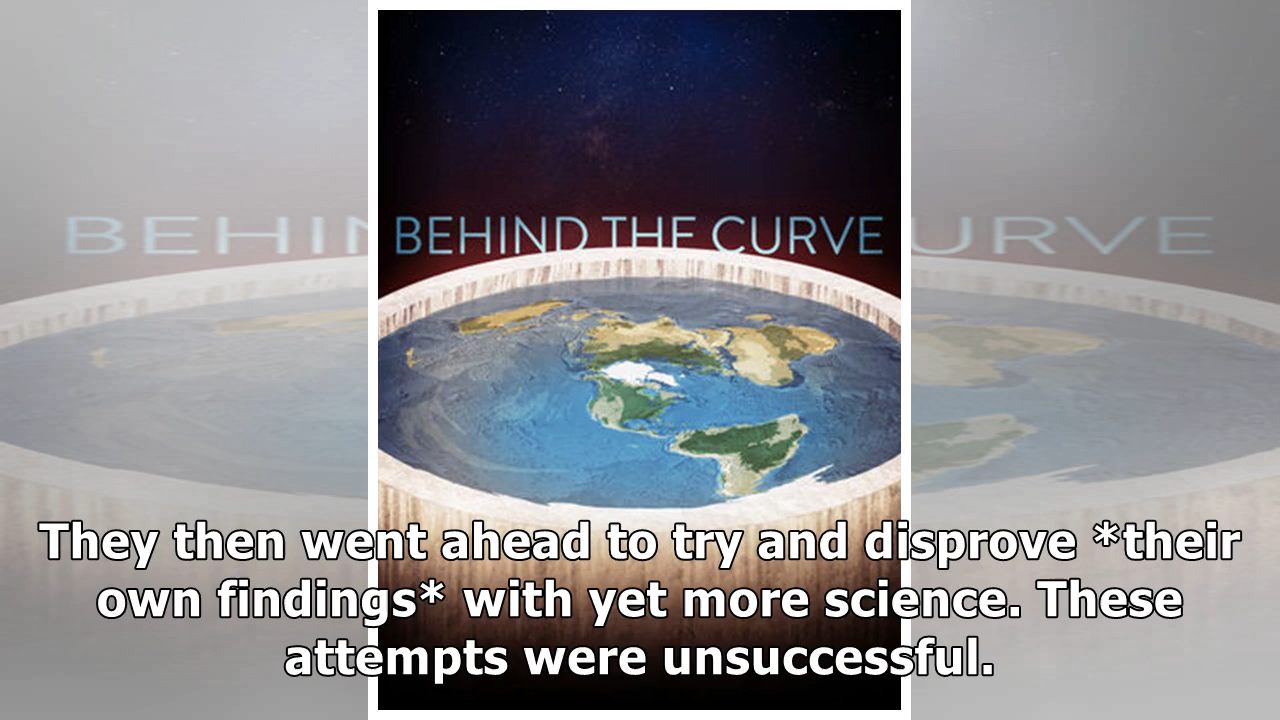 BEHIND THE CURVE
They then went ahead to try and disprove *their
own findings* with yet more science. These
attempts were unsuccessful.